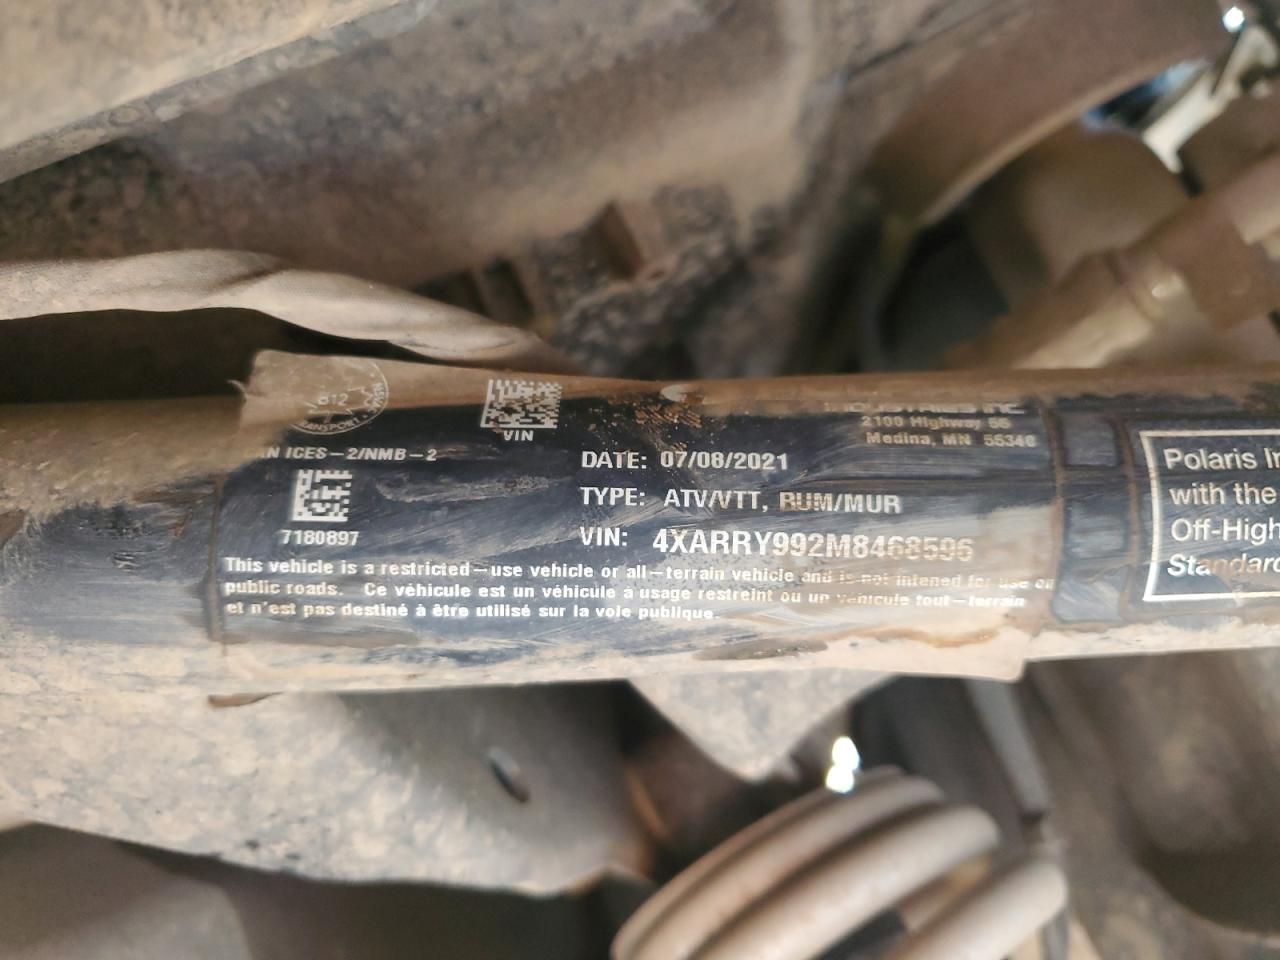 612
VIN
INDUSTRIES INC
2100 Highway 55
Medina, MN 55340
N ICES-2/NMB-2
7180897
DATE: 07/08/2021
TYPE: ATV/VTT, RUM/MUR
VIN: 4XARRY992M8468596
This vehicle is a restricted-use vehicle or all-terrain vehicle and is not intened for use on
public roads. Ce véhicule est un véhicule à usage restreint ou un véhicule tout-terrain
et n'est pas destiné à être utilisé sur la voie publique.
Polaris In
with the
Off-High
Standard